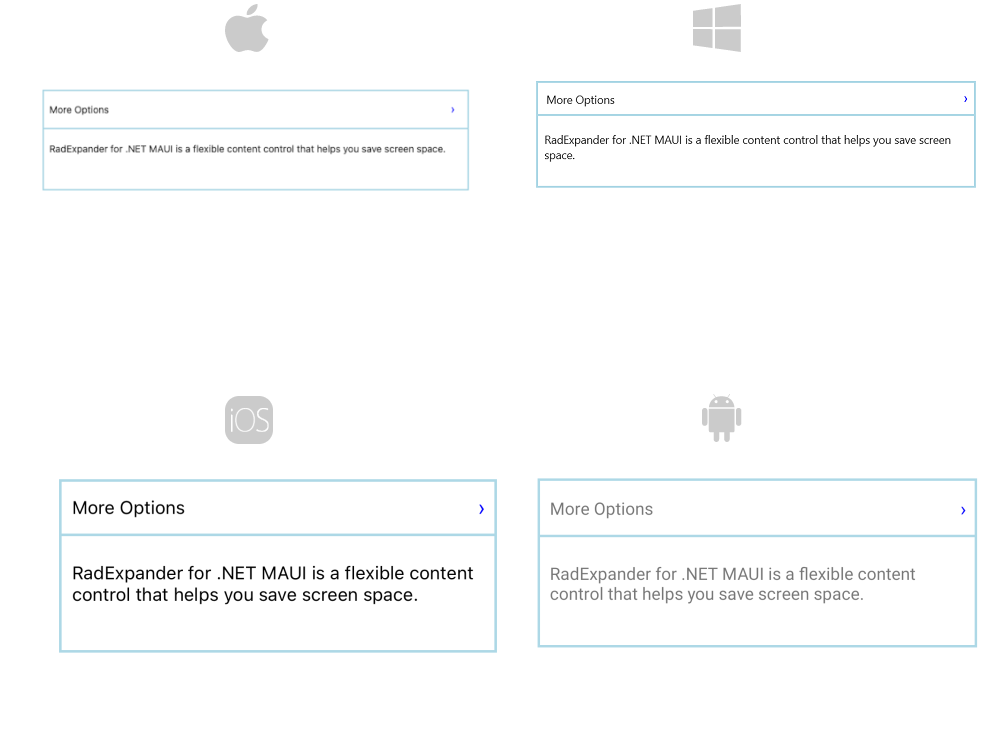 More Options ›
RadExpander for .NET MAUI is a flexible content control that helps you save screen space.
More Options ›
RadExpander for .NET MAUI is a flexible content control that helps you save screen
space.
iOS
More Options ›
RadExpander for .NET MAUI is a flexible content
control that helps you save screen space.
More Options ›
RadExpander for .NET MAUI is a flexible content
control that helps you save screen space.